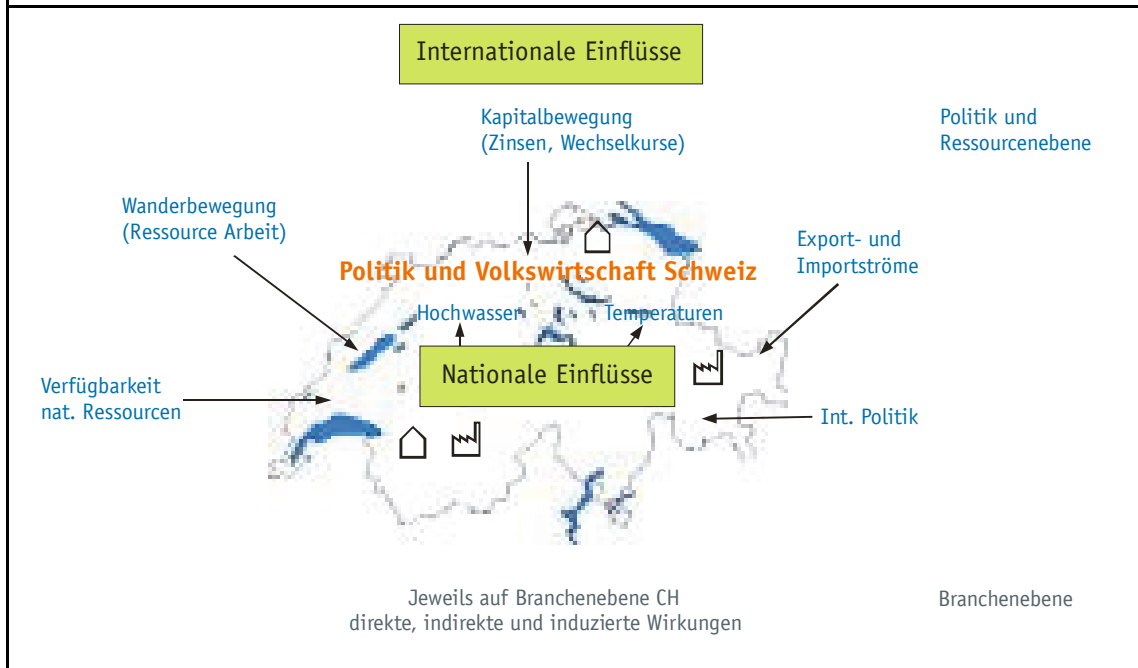 Internationale Einflüsse
Kapitalbewegung
(Zinsen, Wechselkurse)
Politik und
Ressourcenebene
Wanderbewegung
(Ressource Arbeit)
Export- und
Importströme
Politik und Volkswirtschaft Schweiz
Hochwasser
Temperaturen
Nationale Einflüsse
Verfügbarkeit
nat. Ressourcen
Int. Politik
Jeweils auf Branchenebene CH
direkte, indirekte und induzierte Wirkungen
Branchenebene